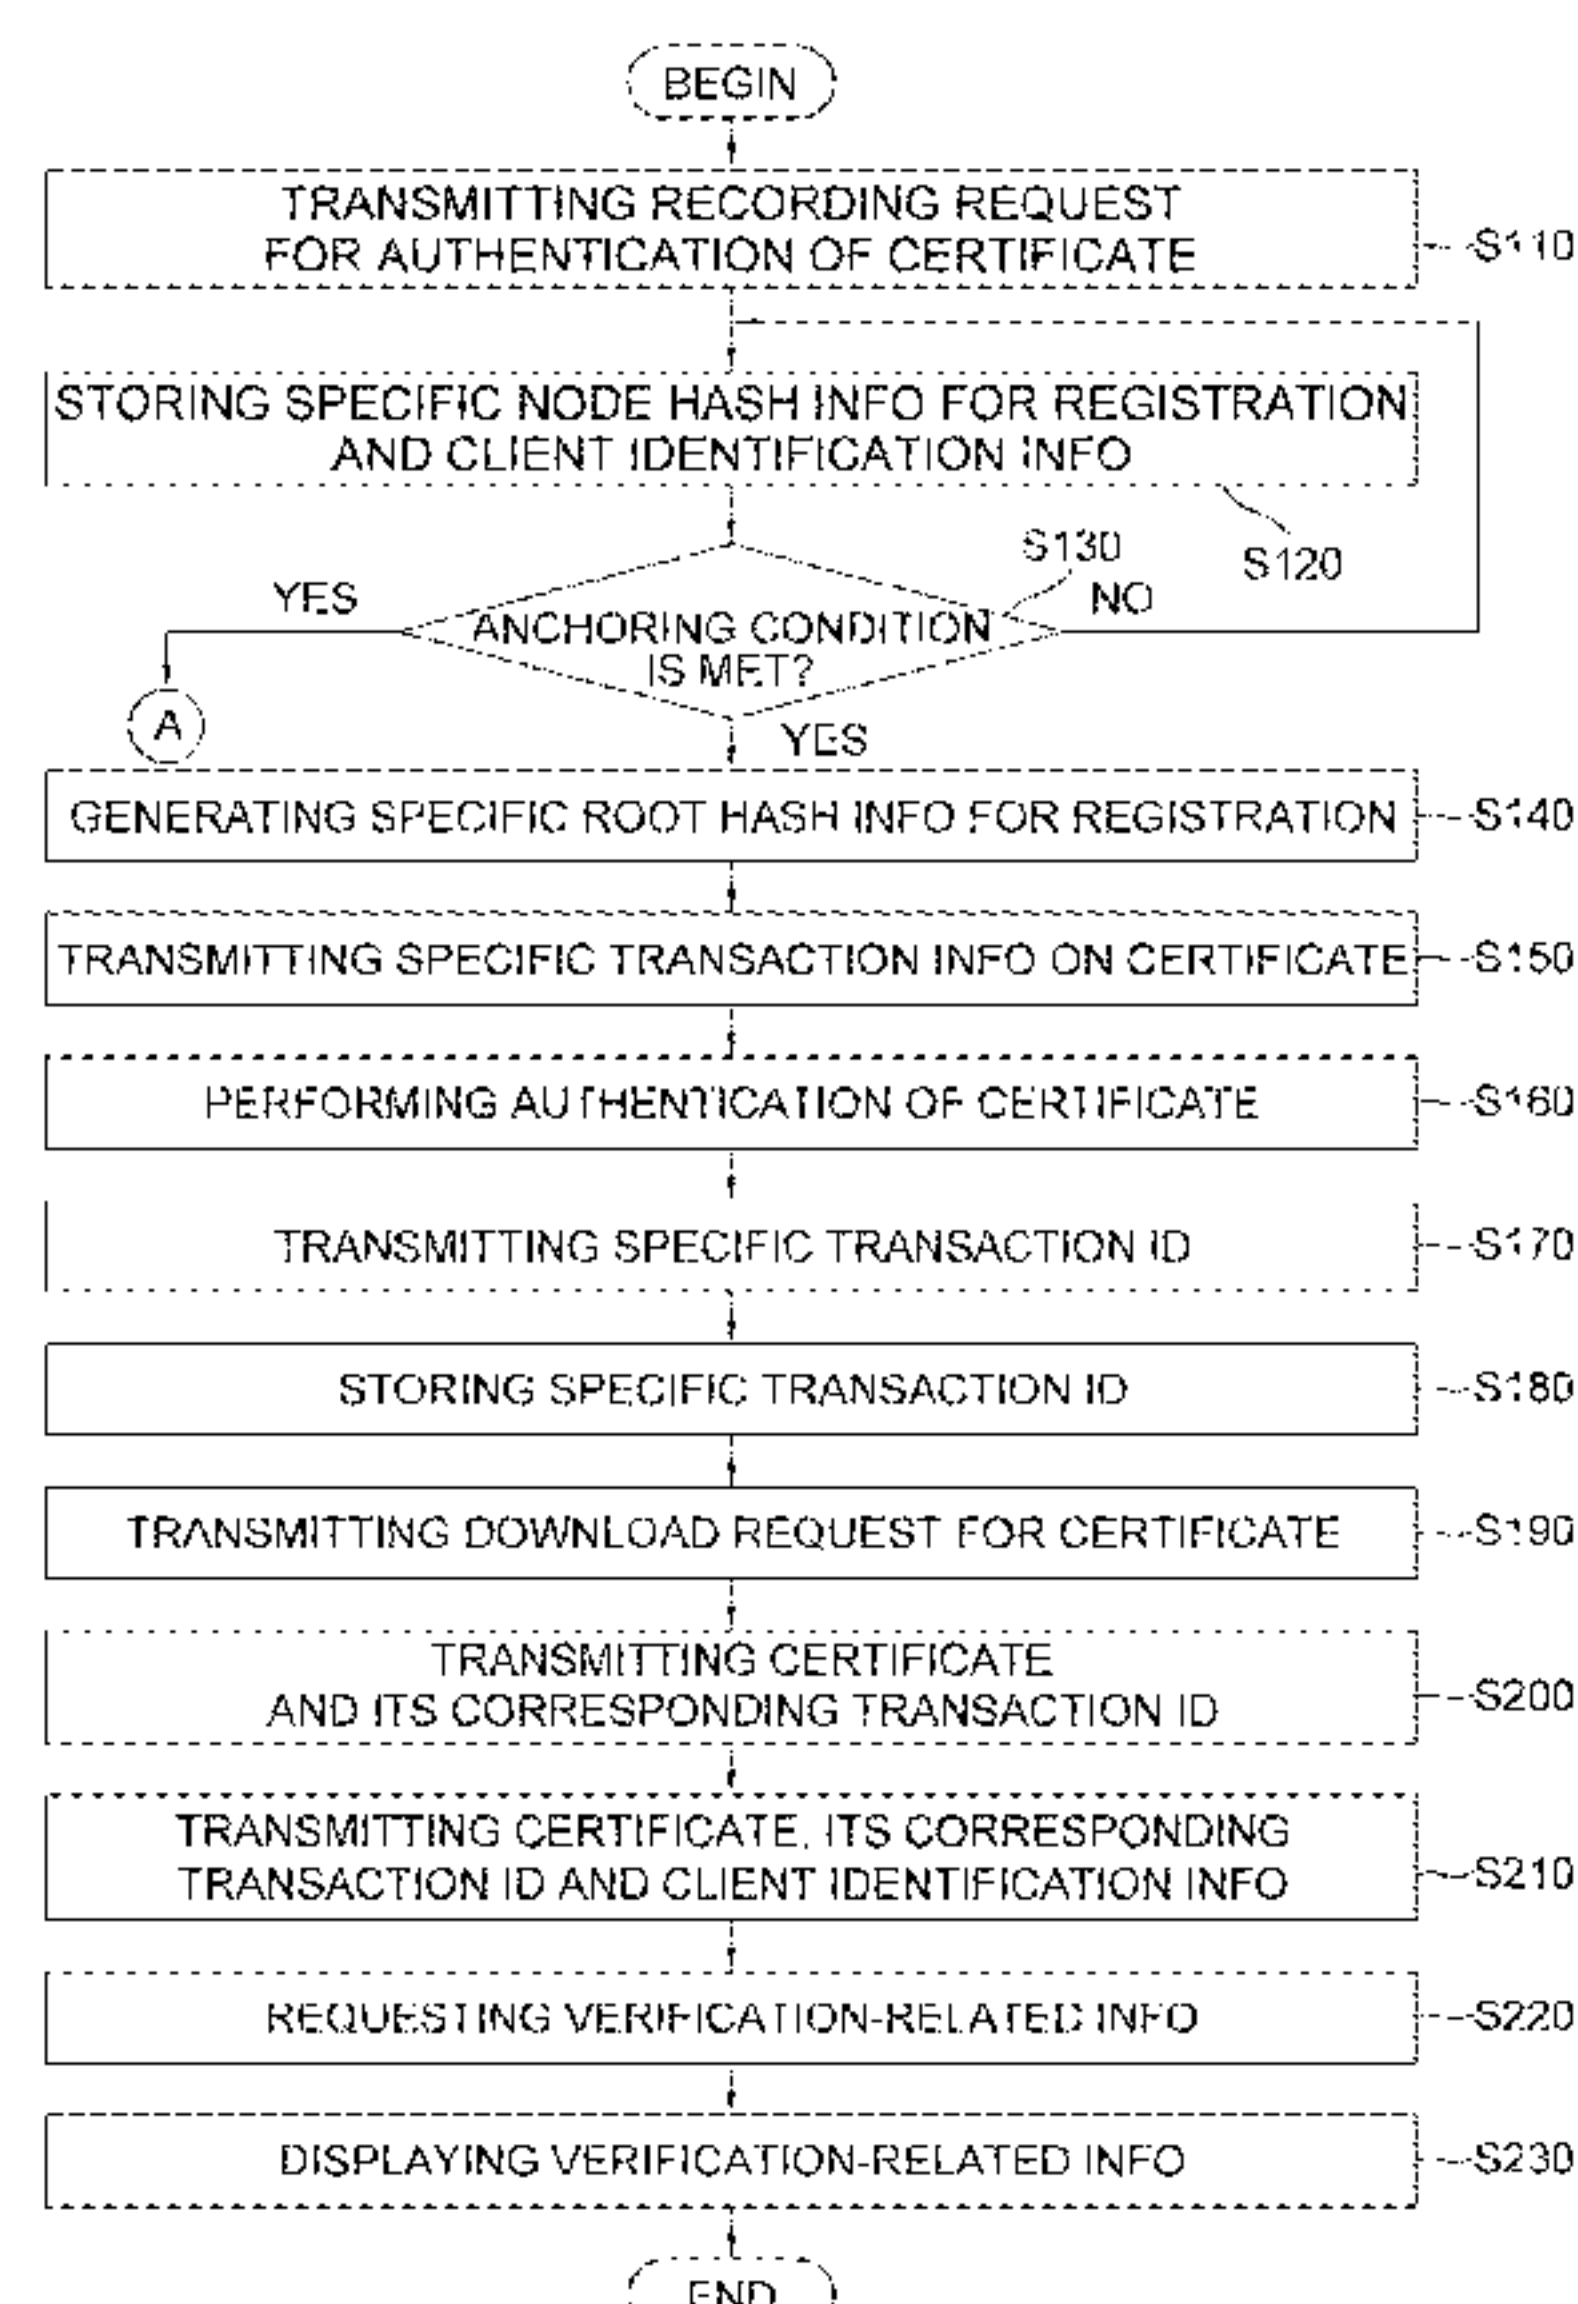 BEGIN
TRANSMITTING RECORDING REQUEST
FOR AUTHENTICATION OF CERTIFICATE
S110
STORING SPECIFIC NODE HASH INFO FOR REGISTRATION
AND CLIENT IDENTIFICATION INFO
S120
S130
YES
NO
ANCHORING CONDITION
IS MET?
A
YES
GENERATING SPECIFIC ROOT HASH INFO FOR REGISTRATION
S140
TRANSMITTING SPECIFIC TRANSACTION INFO ON CERTIFICATE
S150
PERFORMING AUTHENTICATION OF CERTIFICATE
S160
TRANSMITTING SPECIFIC TRANSACTION ID
S170
STORING SPECIFIC TRANSACTION ID
S180
TRANSMITTING DOWNLOAD REQUEST FOR CERTIFICATE
S190
TRANSMITTING CERTIFICATE
AND ITS CORRESPONDING TRANSACTION ID
S200
TRANSMITTING CERTIFICATE, ITS CORRESPONDING
TRANSACTION ID AND CLIENT IDENTIFICATION INFO
S210
REQUESTING VERIFICATION-RELATED INFO
S220
DISPLAYING VERIFICATION-RELATED INFO
S230
END